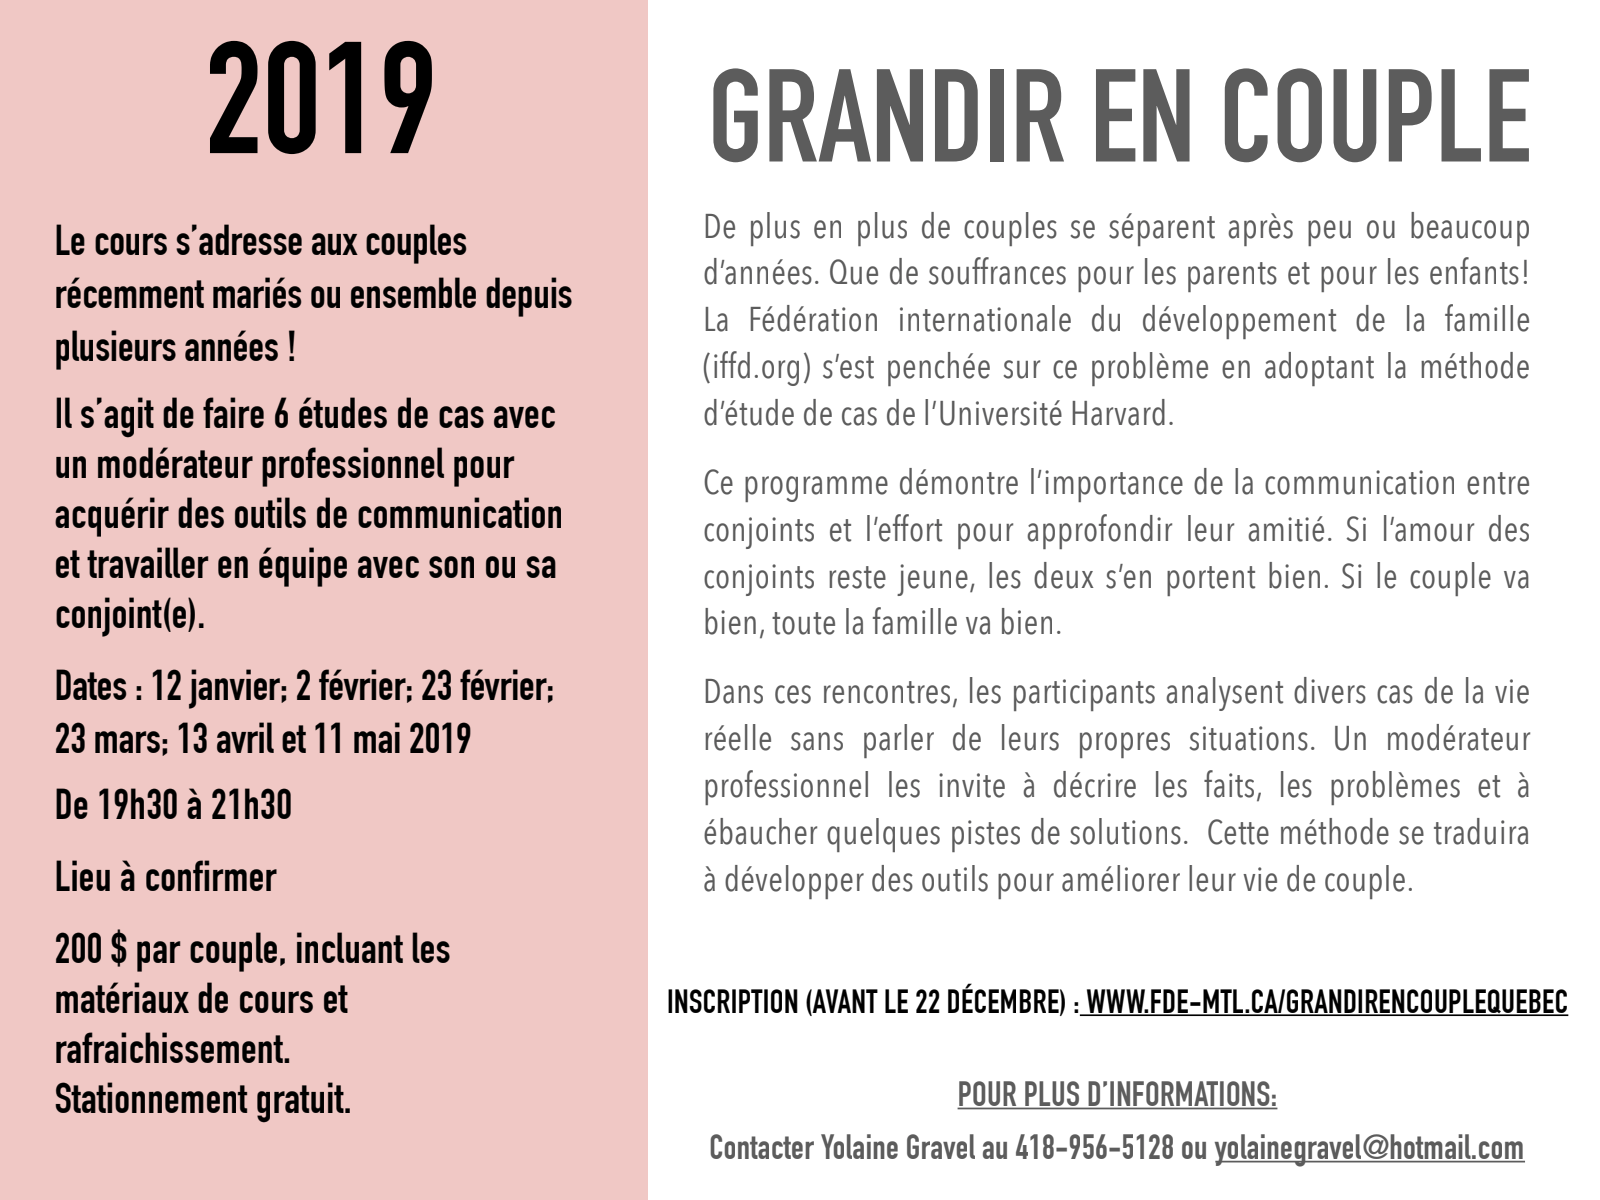 2019
Le cours s’adresse aux couples
récemment mariés ou ensemble depuis
plusieurs années !
Il s’agit de faire 6 études de cas avec
un modérateur professionnel pour
acquérir des outils de communication
et travailler en équipe avec son ou sa
conjoint(e).
Dates : 12 janvier; 2 février; 23 février;
23 mars; 13 avril et 11 mai 2019
De 19h30 à 21h30
Lieu à confirmer
200 $ par couple, incluant les
matériaux de cours et
rafraichissement.
Stationnement gratuit.
GRANDIR EN COUPLE
De plus en plus de couples se séparent après peu ou beaucoup
d’années. Que de souffrances pour les parents et pour les enfants!
La Fédération internationale du développement de la famille
(iffd.org) s’est penchée sur ce problème en adoptant la méthode
d’étude de cas de l’Université Harvard.
Ce programme démontre l’importance de la communication entre
conjoints et l’effort pour approfondir leur amitié. Si l’amour des
conjoints reste jeune, les deux s’en portent bien. Si le couple va
bien, toute la famille va bien.
Dans ces rencontres, les participants analysent divers cas de la vie
réelle sans parler de leurs propres situations. Un modérateur
professionnel les invite à décrire les faits, les problèmes et à
ébaucher quelques pistes de solutions.  Cette méthode se traduira
à développer des outils pour améliorer leur vie de couple.
INSCRIPTION (AVANT LE 22 DÉCEMBRE) : WWW.FDE-MTL.CA/GRANDIRENCOUPLEQUEBEC
POUR PLUS D’INFORMATIONS:
Contacter Yolaine Gravel au 418-956-5128 ou yolainegravel@hotmail.com